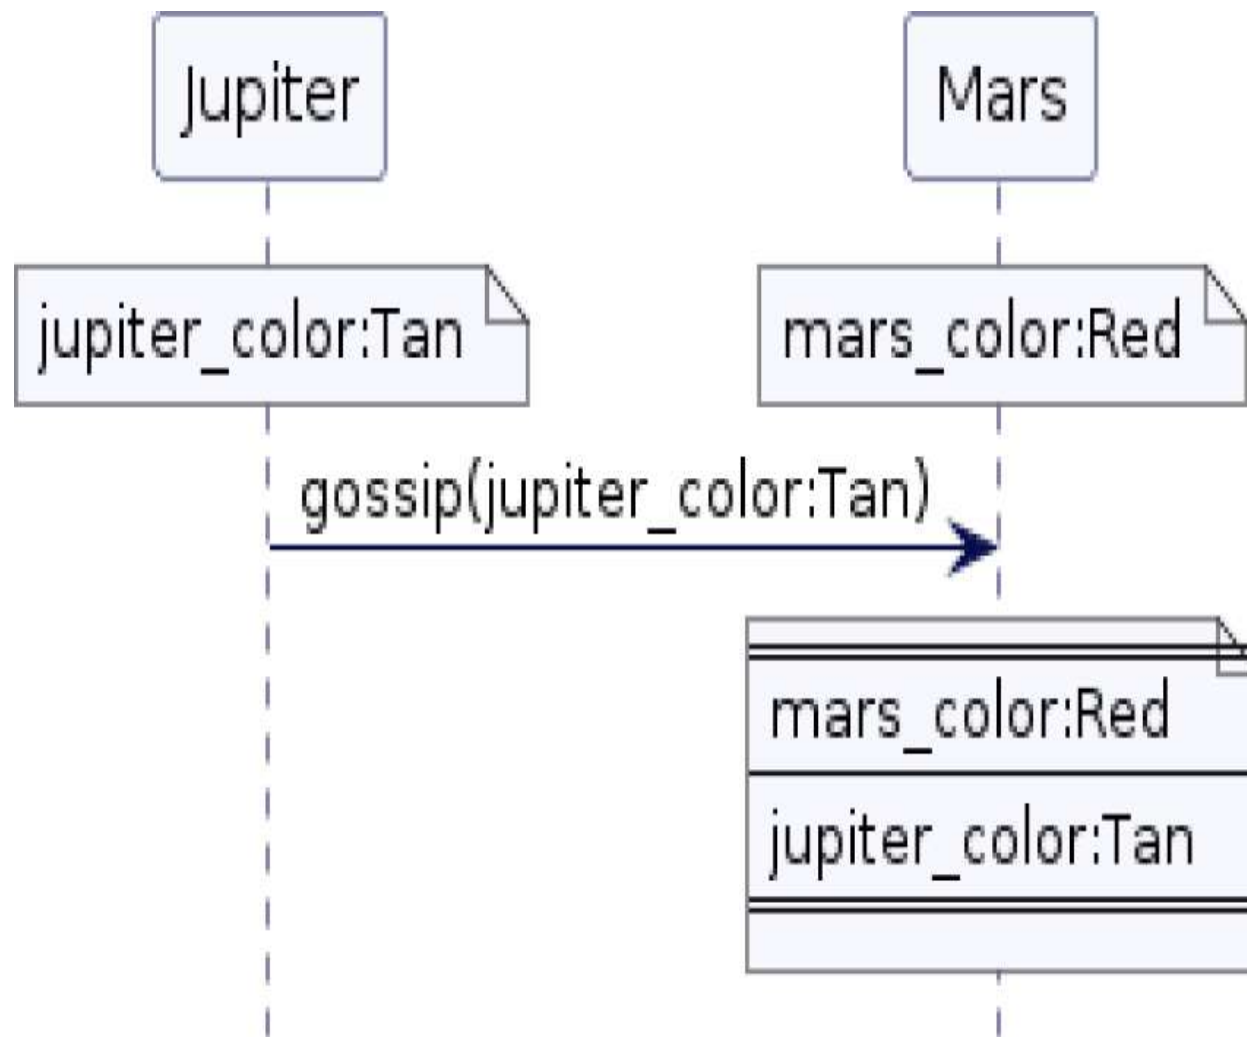 Jupiter
Mars
jupiter_color:Tan
mars_color:Red
gossip(jupiter_color:Tan)
mars_color:Red
jupiter_color:Tan